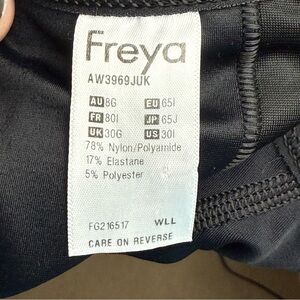 Freya
AW3969JUK
AU 8G EU 65I
FR 80I JP 65J
UK 30G US 30I
78% Nylon/Polyamide
17% Elastane
5% Polyester
FG216517 WLL
CARE ON REVERSE